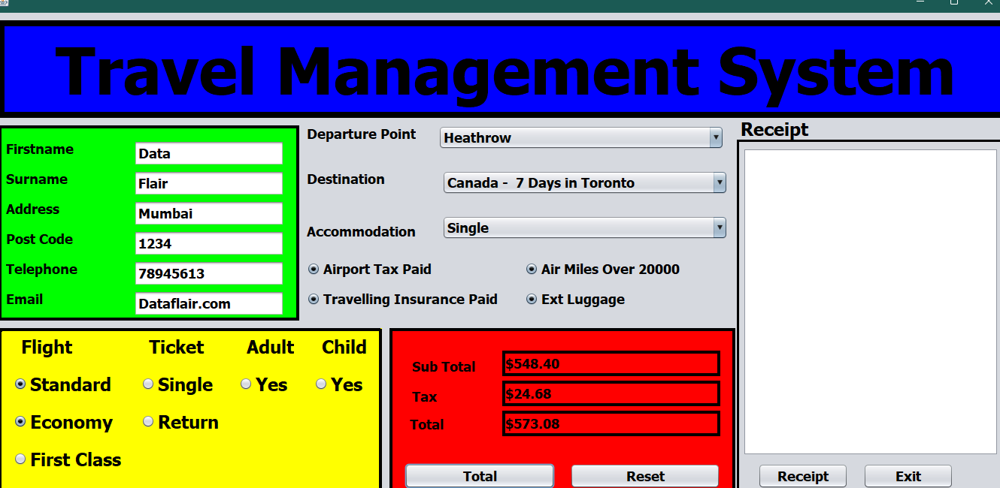 Travel Management System
Firstname Data
Surname Flair
Address Mumbai
Post Code 1234
Telephone 78945613
Email Dataflair.com
Departure Point Heathrow
Destination Canada - 7 Days in Toronto
Accommodation Single
Airport Tax Paid Air Miles Over 20000
Travelling Insurance Paid Ext Luggage
Receipt
Flight Ticket Adult Child
Standard Single Yes Yes
Economy Return
First Class
Sub Total $548.40
Tax $24.68
Total $573.08
Total Reset
Receipt Exit